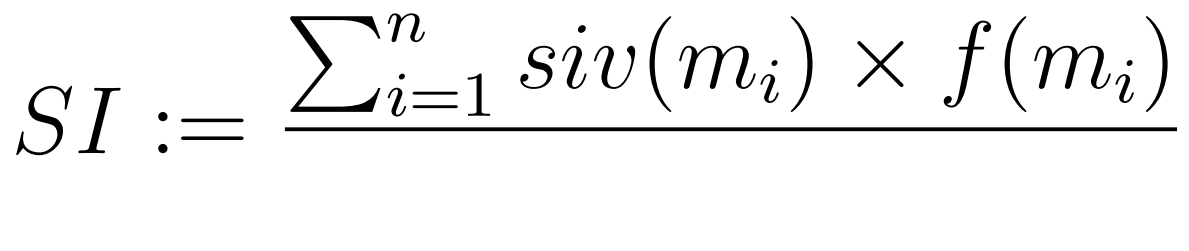 SI := \frac{\sum_{i=1}^{n} siv(m_i) \times f(m_i)}{}